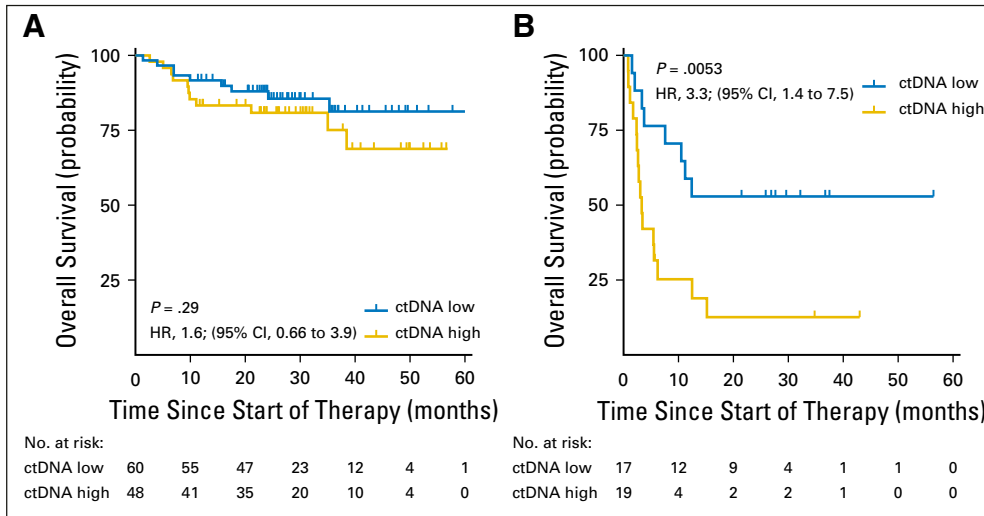 A
Overall Survival (probability)
100
75
50
25
P = .29
HR, 1.6; (95% CI, 0.66 to 3.9)
ctDNA low
ctDNA high
0 10 20 30 40 50 60
Time Since Start of Therapy (months)
No. at risk:
ctDNA low 60 55 47 23 12 4 1
ctDNA high 48 41 35 20 10 4 0
B
Overall Survival (probability)
100
75
50
25
P = .0053
HR, 3.3; (95% CI, 1.4 to 7.5)
ctDNA low
ctDNA high
0 10 20 30 40 50 60
Time Since Start of Therapy (months)
No. at risk:
ctDNA low 17 12 9 4 1 1 0
ctDNA high 19 4 2 2 1 0 0